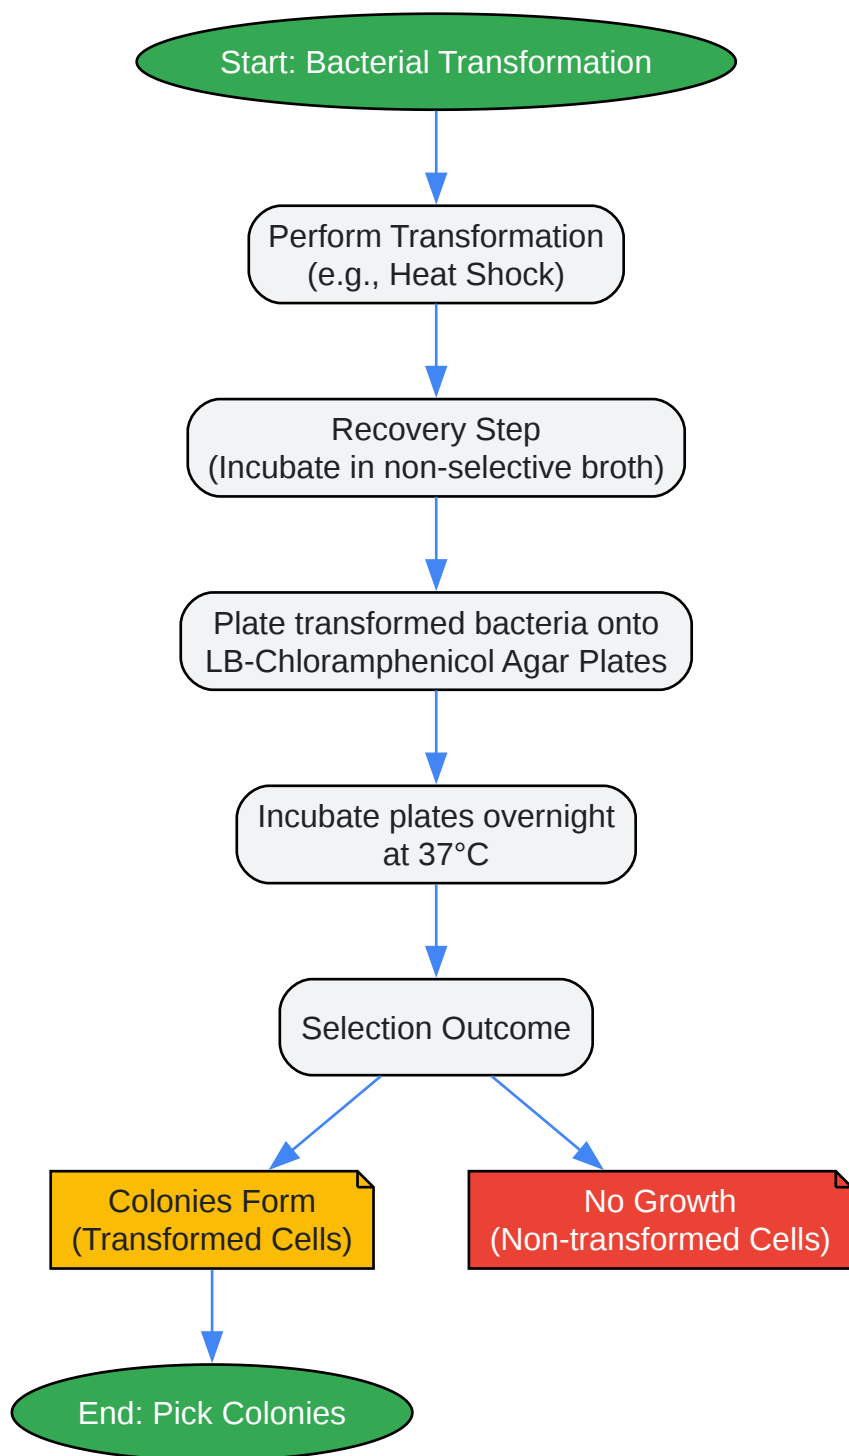 Start: Bacterial Transformation
Perform Transformation
(e.g., Heat Shock)
Recovery Step
(Incubate in non-selective broth)
Plate transformed bacteria onto
LB-Chloramphenicol Agar Plates
Incubate plates overnight
at 37°C
Selection Outcome
Colonies Form
(Transformed Cells)
No Growth
(Non-transformed Cells)
End: Pick Colonies